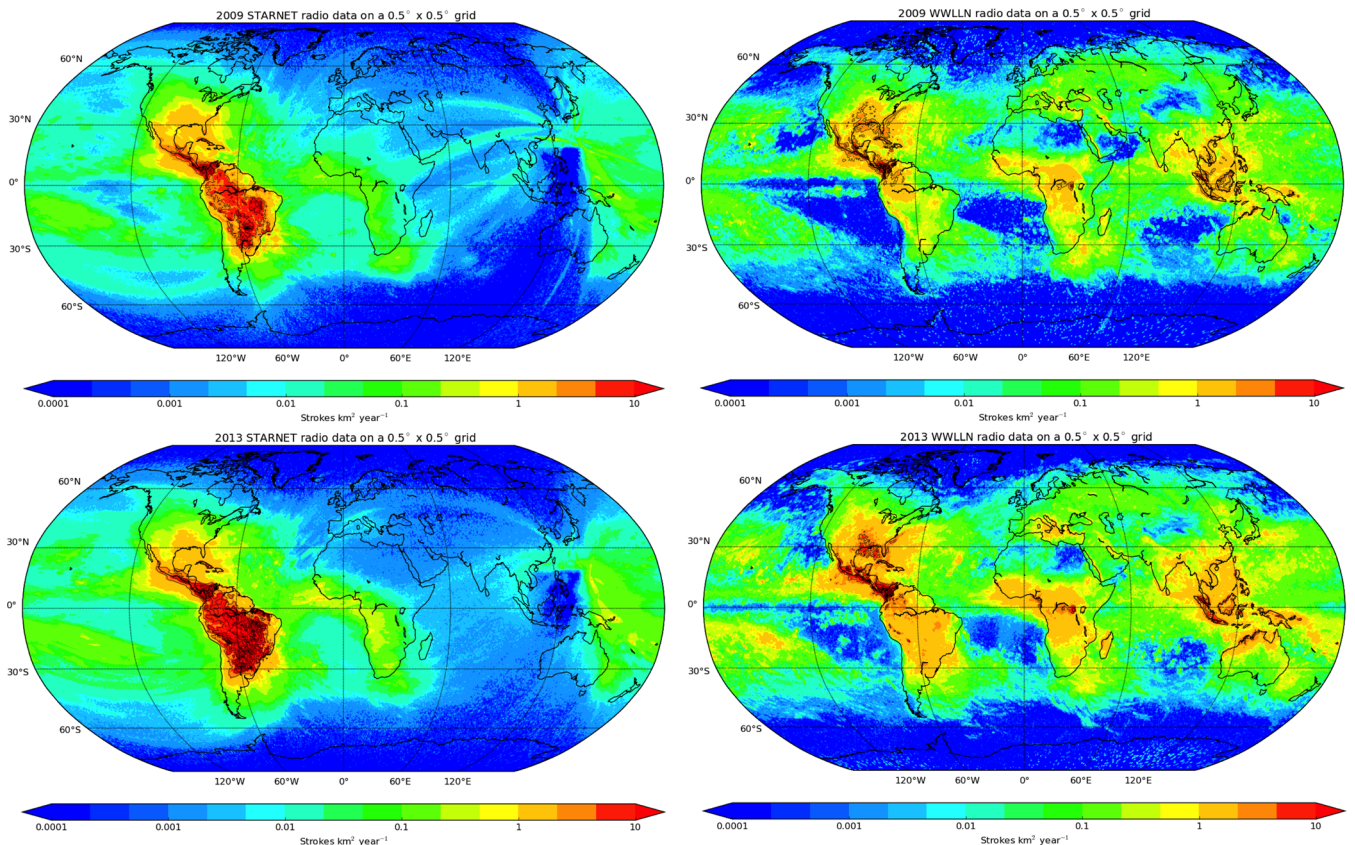 2009 STARNET radio data on a 0.5° x 0.5° grid
60°N
30°N
0°
30°S
60°S
120°W 60°W 0° 60°E 120°E
0.0001 0.001 0.01 0.1 1 10
Strokes km² year⁻¹
2009 WWLLN radio data on a 0.5° x 0.5° grid
60°N
30°N
0°
30°S
60°S
120°W 60°W 0° 60°E 120°E
0.0001 0.001 0.01 0.1 1 10
Strokes km² year⁻¹
2013 STARNET radio data on a 0.5° x 0.5° grid
60°N
30°N
0°
30°S
60°S
120°W 60°W 0° 60°E 120°E
0.0001 0.001 0.01 0.1 1 10
Strokes km² year⁻¹
2013 WWLLN radio data on a 0.5° x 0.5° grid
60°N
30°N
0°
30°S
60°S
120°W 60°W 0° 60°E 120°E
0.0001 0.001 0.01 0.1 1 10
Strokes km² year⁻¹